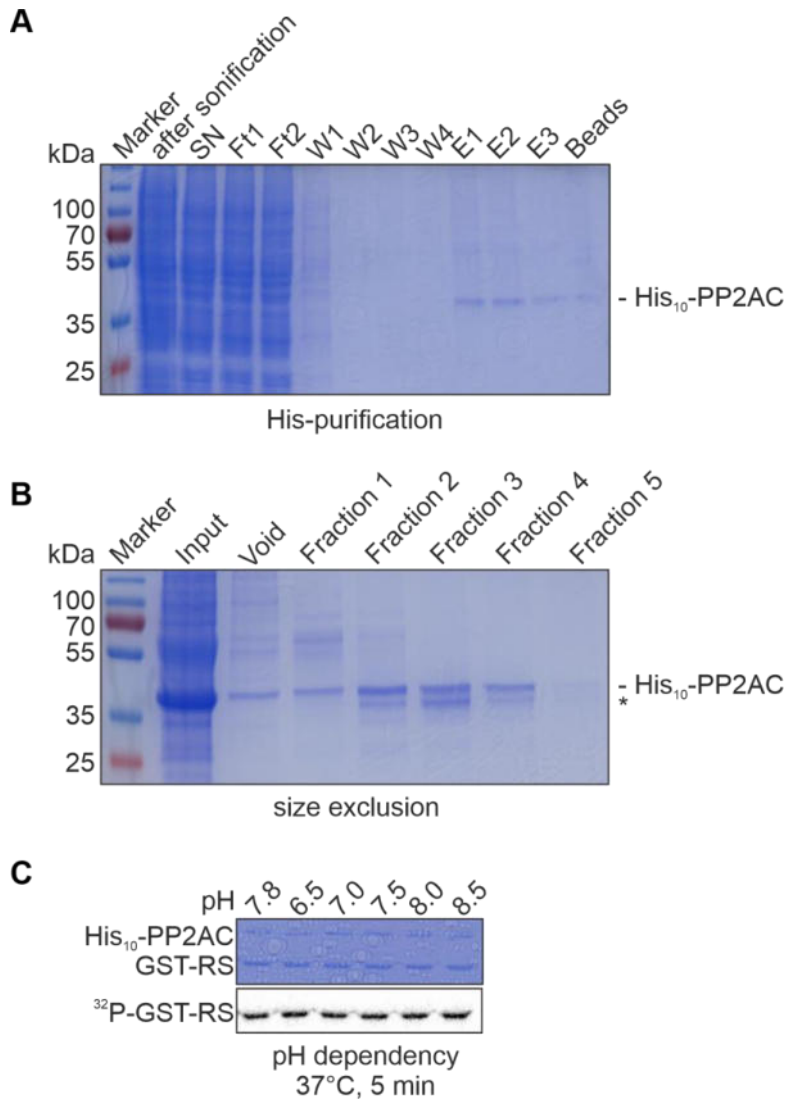 A
Marker
after sonification
SN
Ft1
Ft2
W1
W2
W3
W4
E1
E2
E3
Beads
kDa
100
70
55
35
25
- His₁₀-PP2AC
His-purification
B
Marker
Input
Void
Fraction 1
Fraction 2
Fraction 3
Fraction 4
Fraction 5
kDa
100
70
55
35
25
- His₁₀-PP2AC
*
size exclusion
C
pH 7.8 6.5 7.0 7.5 8.0 8.5
His₁₀-PP2AC
GST-RS
³²P-GST-RS
pH dependency
37°C, 5 min